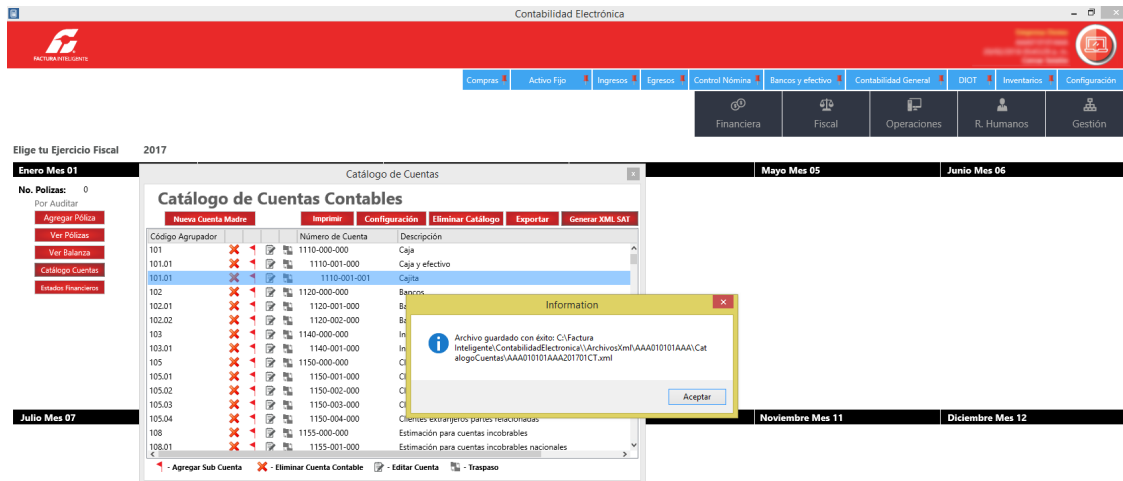 Contabilidad Electrónica
FACTURA INTELIGENTE
Compras
Activo Fijo
Ingresos
Egresos
Control Nómina
Bancos y efectivo
Contabilidad General
DIOT
Inventarios
Configuración
Financiera
Fiscal
Operaciones
R. Humanos
Gestión
Elige tu Ejercicio Fiscal 2017
Enero Mes 01
Mayo Mes 05
Junio Mes 06
No. Polizas: 0
Por Auditar
Agregar Póliza
Ver Pólizas
Ver Balanza
Catálogo Cuentas
Estados Financieros
Catálogo de Cuentas
x
Catálogo de Cuentas Contables
Nueva Cuenta Madre
Imprimir
Configuración
Eliminar Catálogo
Exportar
Generar XML SAT
Código Agrupador Número de Cuenta Descripción
101 1110-000-000 Caja
101.01 1110-001-000 Caja y efectivo
101.01 1110-001-001 Cajita
102 1120-000-000 Bancos
102.01 1120-001-000 Ba
102.02 1120-002-000 Ba
103 1140-000-000 In
103.01 1140-001-000 In
105 1150-000-000 Cl
105.01 1150-001-000 Cl
105.02 1150-002-000 Cl
105.03 1150-003-000 Cl
105.04 1150-004-000 Clientes extranjeros partes relacionadas
108 1155-000-000 Estimación para cuentas incobrables
108.01 1155-001-000 Estimación para cuentas incobrables nacionales
- Agregar Sub Cuenta - Eliminar Cuenta Contable - Editar Cuenta - Traspaso
Information
Archivo guardado con éxito: C:\Factura
Inteligente\ContabilidadElectronica\\ArchivosXml\AAA010101AAA\Cat
alogoCuentas\AAA010101AAA201701CT.xml
Aceptar
Julio Mes 07
Noviembre Mes 11
Diciembre Mes 12